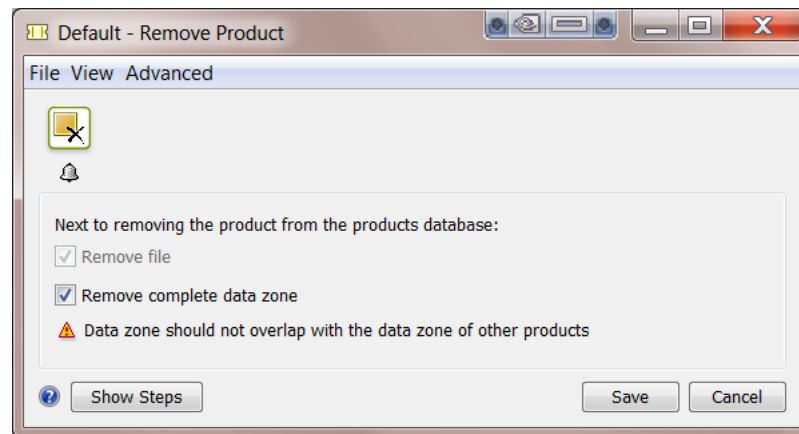 Default - Remove Product
File View Advanced
Next to removing the product from the products database:
Remove file
Remove complete data zone
Data zone should not overlap with the data zone of other products
Show Steps
Save
Cancel